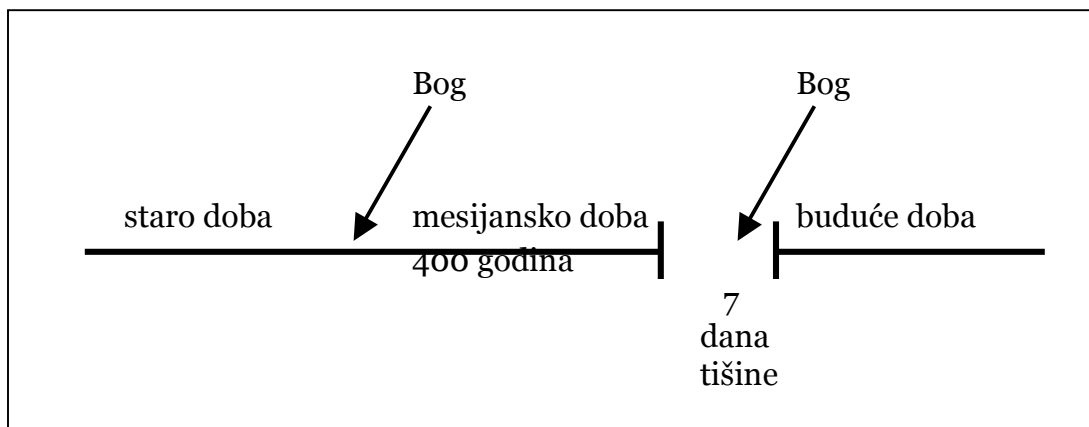 Bog
Bog
staro doba
mesijansko doba
buduće doba
400 godina
7
dana
tišine